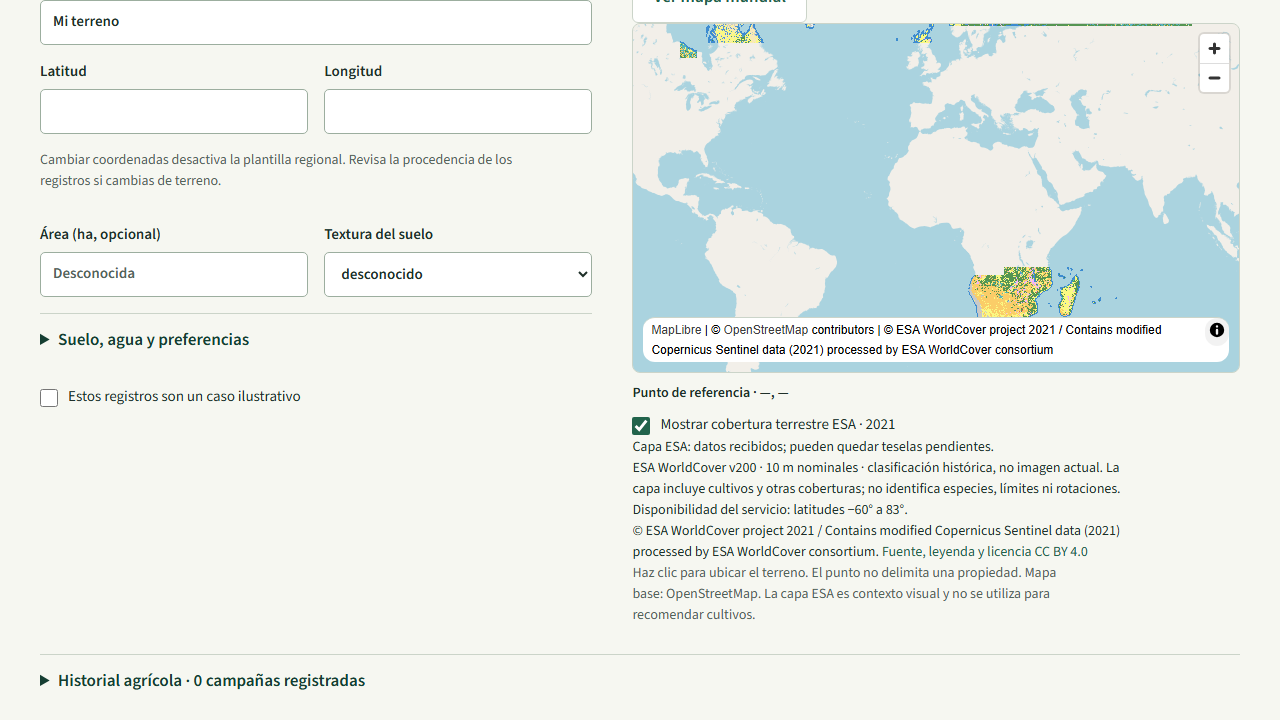 Mi terreno
Latitud
Longitud
Cambiar coordenadas desactiva la plantilla regional. Revisa la procedencia de los
registros si cambias de terreno.
Área (ha, opcional)
Textura del suelo
Desconocida
desconocido
▶ Suelo, agua y preferencias
Estos registros son un caso ilustrativo
+
−
MapLibre | © OpenStreetMap contributors | © ESA WorldCover project 2021 / Contains modified
Copernicus Sentinel data (2021) processed by ESA WorldCover consortium
Punto de referencia · —, —
Mostrar cobertura terrestre ESA · 2021
Capa ESA: datos recibidos; pueden quedar teselas pendientes.
ESA WorldCover v200 · 10 m nominales · clasificación histórica, no imagen actual. La
capa incluye cultivos y otras coberturas; no identifica especies, límites ni rotaciones.
Disponibilidad del servicio: latitudes −60° a 83°.
© ESA WorldCover project 2021 / Contains modified Copernicus Sentinel data (2021)
processed by ESA WorldCover consortium. Fuente, leyenda y licencia CC BY 4.0
Haz clic para ubicar el terreno. El punto no delimita una propiedad. Mapa
base: OpenStreetMap. La capa ESA es contexto visual y no se utiliza para
recomendar cultivos.
▶ Historial agrícola · 0 campañas registradas